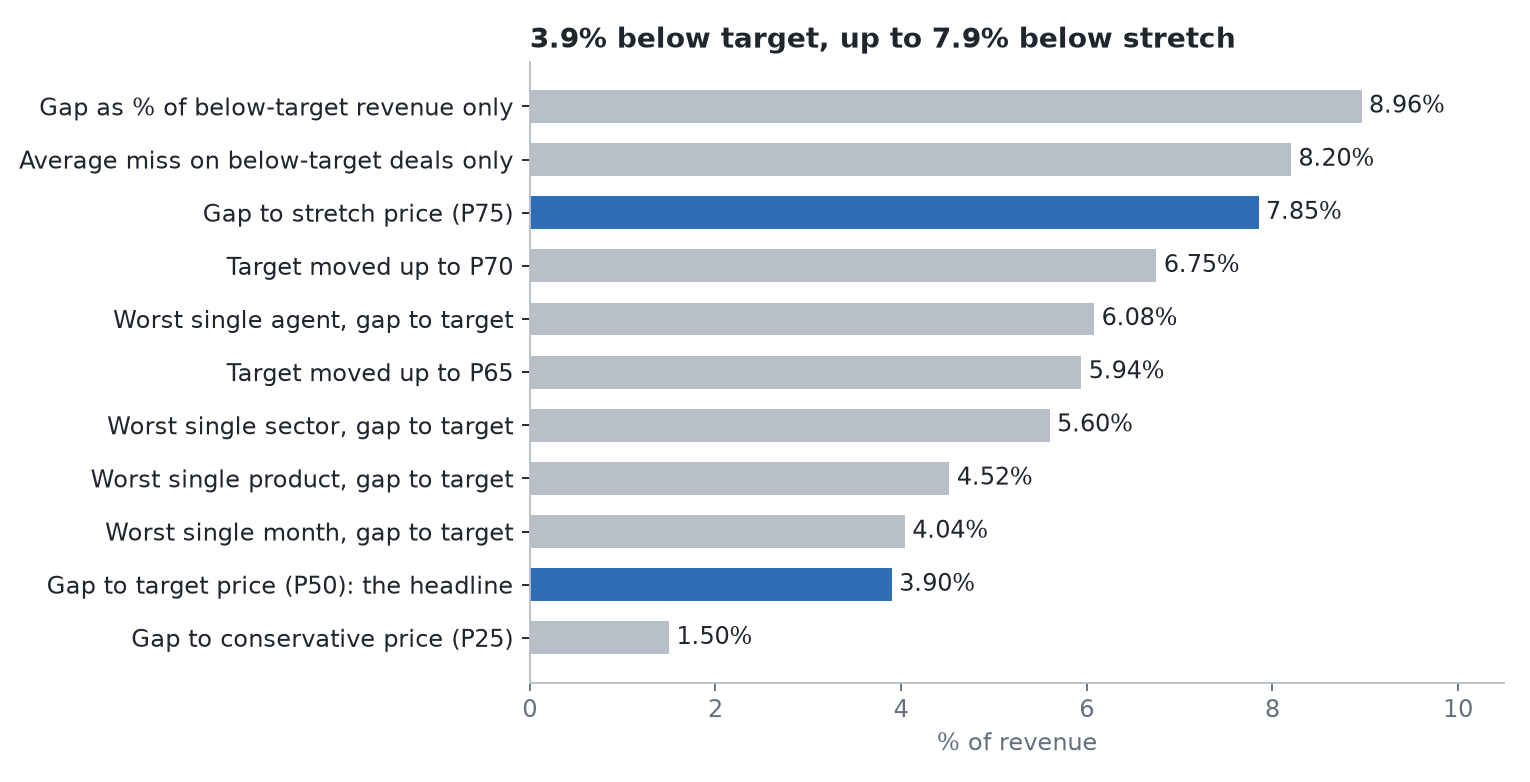 3.9% below target, up to 7.9% below stretch
Gap as % of below-target revenue only 8.96%
Average miss on below-target deals only 8.20%
Gap to stretch price (P75) 7.85%
Target moved up to P70 6.75%
Worst single agent, gap to target 6.08%
Target moved up to P65 5.94%
Worst single sector, gap to target 5.60%
Worst single product, gap to target 4.52%
Worst single month, gap to target 4.04%
Gap to target price (P50): the headline 3.90%
Gap to conservative price (P25) 1.50%
0 2 4 6 8 10
% of revenue